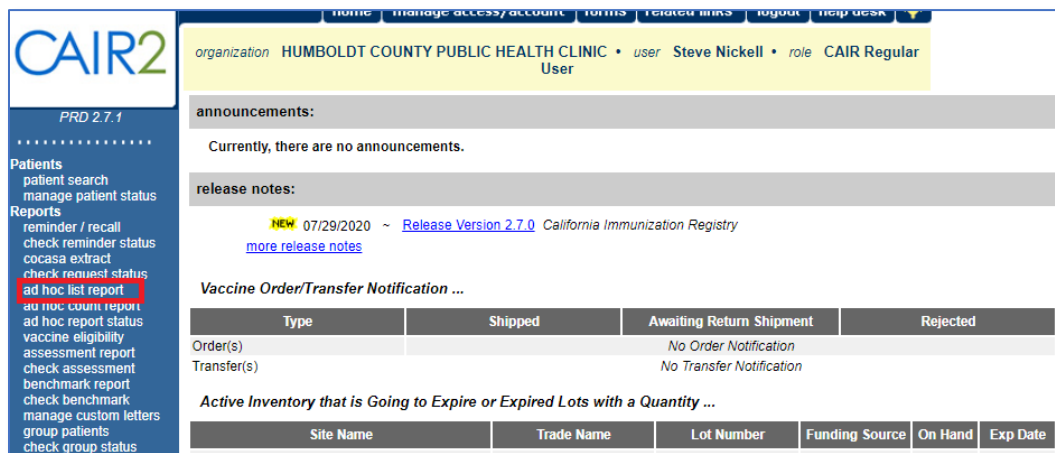 home manage access/account forms related links logout help desk
CAIR2
organization HUMBOLDT COUNTY PUBLIC HEALTH CLINIC • user Steve Nickell • role CAIR Regular
User
PRD 2.7.1
Patients
patient search
manage patient status
Reports
reminder / recall
check reminder status
cocasa extract
check request status
ad hoc list report
ad hoc count report
ad hoc report status
vaccine eligibility
assessment report
check assessment
benchmark report
check benchmark
manage custom letters
group patients
check group status
announcements:
Currently, there are no announcements.
release notes:
NEW 07/29/2020 ~ Release Version 2.7.0 California Immunization Registry
more release notes
Vaccine Order/Transfer Notification ...
Type Shipped Awaiting Return Shipment Rejected
Order(s) No Order Notification
Transfer(s) No Transfer Notification
Active Inventory that is Going to Expire or Expired Lots with a Quantity ...
Site Name Trade Name Lot Number Funding Source On Hand Exp Date